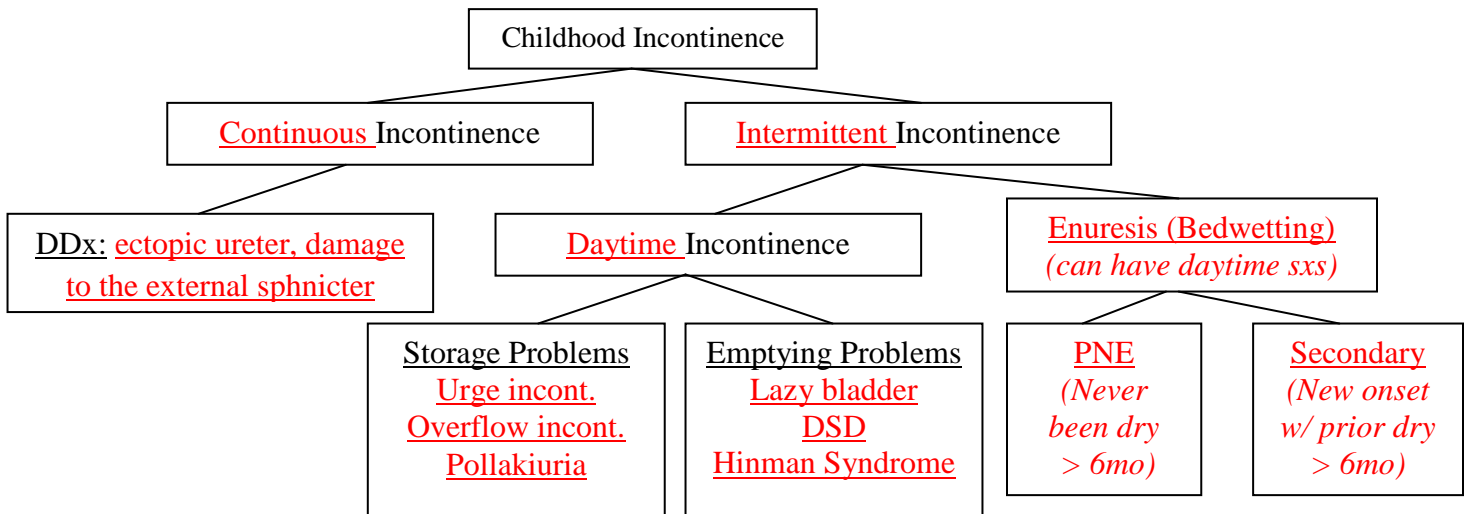 Childhood Incontinence
Continuous Incontinence
Intermittent Incontinence
DDx: ectopic ureter, damage
to the external sphnicter
Daytime Incontinence
Enuresis (Bedwetting)
(can have daytime sxs)
Storage Problems
Urge incont.
Overflow incont.
Pollakiuria
Emptying Problems
Lazy bladder
DSD
Hinman Syndrome
PNE
(Never
been dry
> 6mo)
Secondary
(New onset
w/ prior dry
> 6mo)